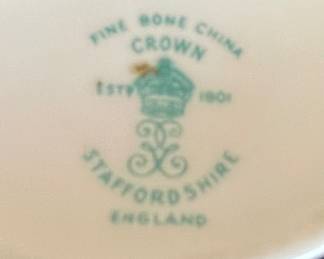 FINE BONE CHINA
CROWN
ESTD 1801
STAFFORDSHIRE
ENGLAND